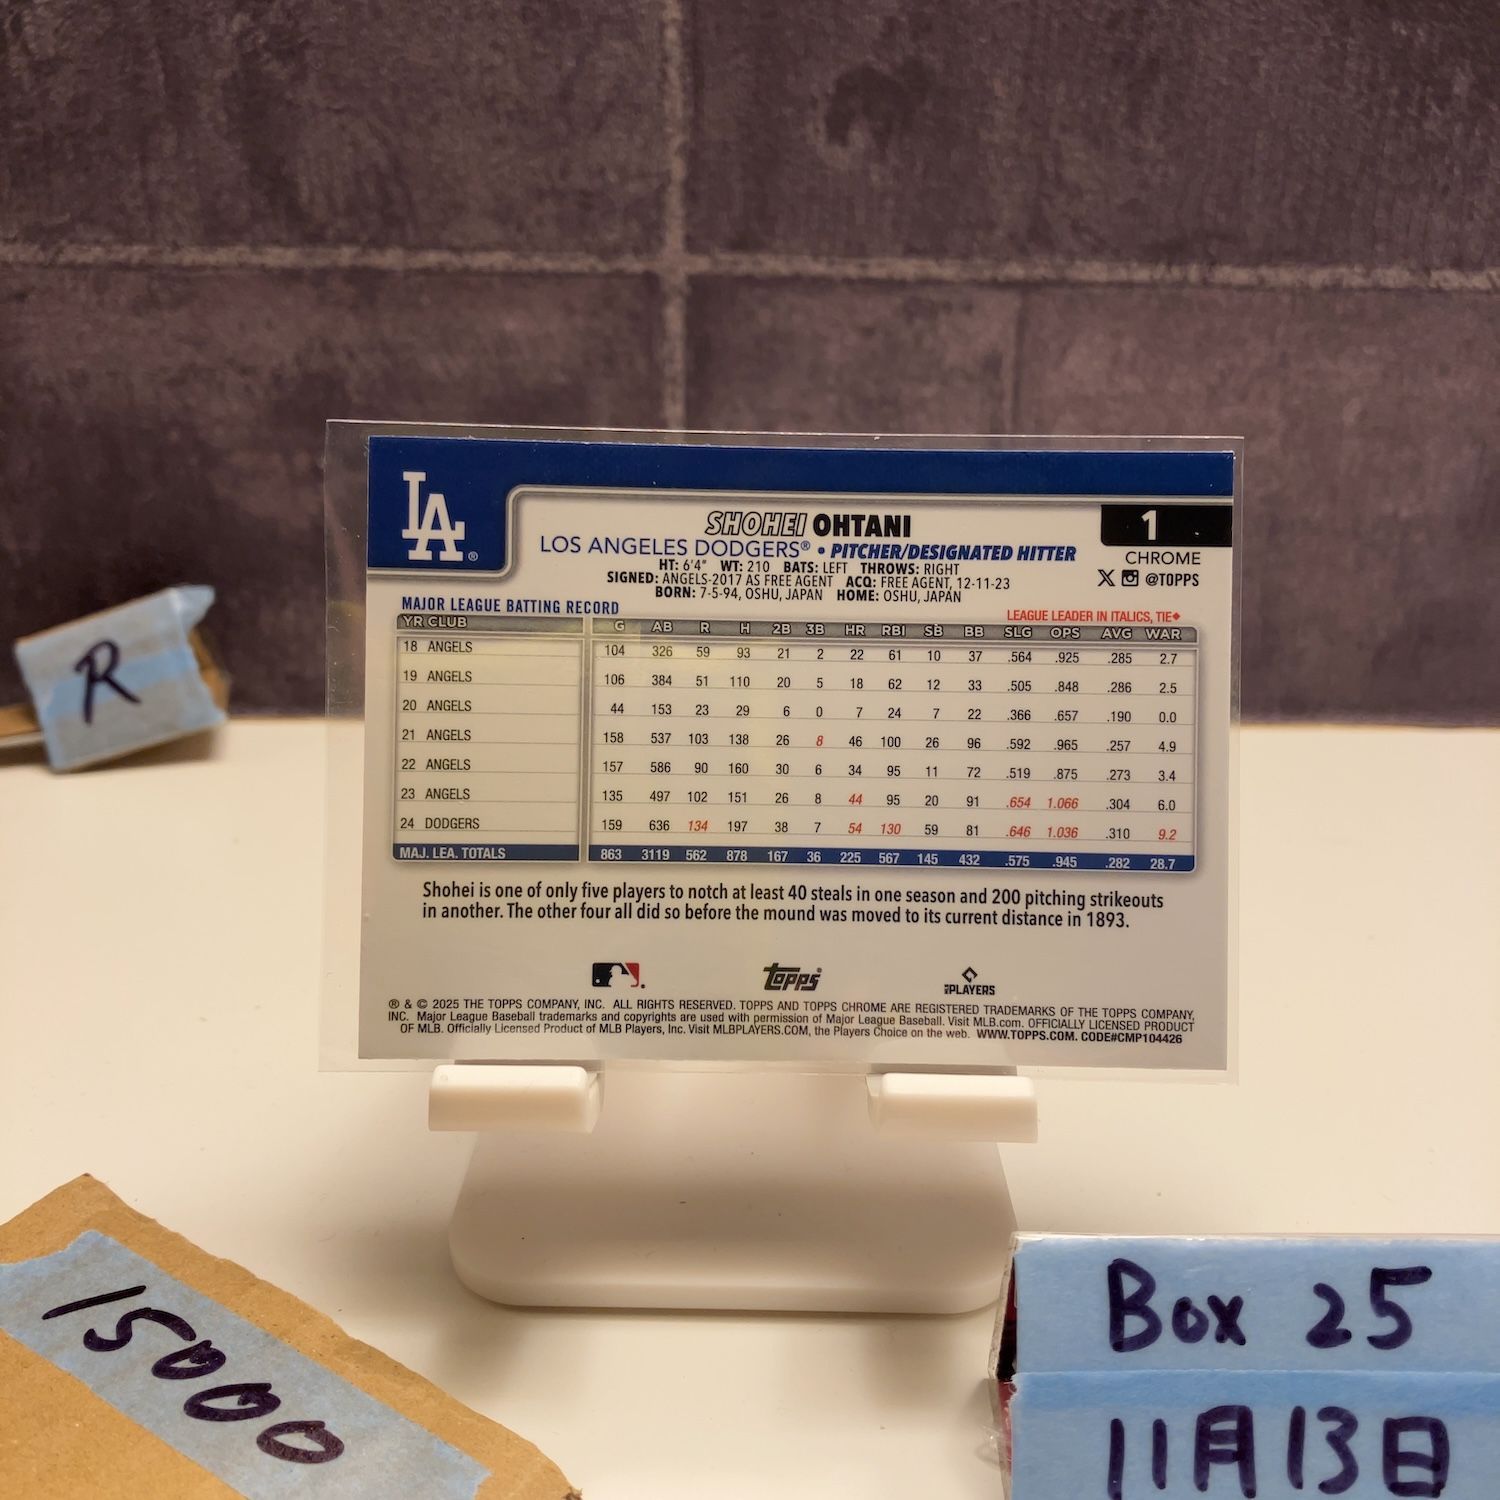 LA®
SHOHEI OHTANI
LOS ANGELES DODGERS® • PITCHER/DESIGNATED HITTER
1
CHROME
X @TOPPS
HT: 6'4" WT: 210 BATS: LEFT THROWS: RIGHT
SIGNED: ANGELS-2017 AS FREE AGENT ACQ: FREE AGENT, 12-11-23
BORN: 7-5-94, OSHU, JAPAN HOME: OSHU, JAPAN
MAJOR LEAGUE BATTING RECORD
LEAGUE LEADER IN ITALICS, TIE◆
YR CLUB G AB R H 2B 3B HR RBI SB BB SLG OPS AVG WAR
18 ANGELS 104 326 59 93 21 2 22 61 10 37 .564 .925 .285 2.7
19 ANGELS 106 384 51 110 20 5 18 62 12 33 .505 .848 .286 2.5
20 ANGELS 44 153 23 29 6 0 7 24 7 22 .366 .657 .190 0.0
21 ANGELS 158 537 103 138 26 8 46 100 26 96 .592 .965 .257 4.9
22 ANGELS 157 586 90 160 30 6 34 95 11 72 .519 .875 .273 3.4
23 ANGELS 135 497 102 151 26 8 44 95 20 91 .654 1.066 .304 6.0
24 DODGERS 159 636 134 197 38 7 54 130 59 81 .646 1.036 .310 9.2
MAJ. LEA. TOTALS 863 3119 562 878 167 36 225 567 145 432 .575 .945 .282 28.7
Shohei is one of only five players to notch at least 40 steals in one season and 200 pitching strikeouts
in another. The other four all did so before the mound was moved to its current distance in 1893.
Topps®
PLAYERS
® & © 2025 THE TOPPS COMPANY, INC. ALL RIGHTS RESERVED. TOPPS AND TOPPS CHROME ARE REGISTERED TRADEMARKS OF THE TOPPS COMPANY,
INC. Major League Baseball trademarks and copyrights are used with permission of Major League Baseball. Visit MLB.com. OFFICIALLY LICENSED PRODUCT
OF MLB. Officially Licensed Product of MLB Players, Inc. Visit MLBPLAYERS.COM, the Players Choice on the web. WWW.TOPPS.COM. CODE#CMP104426
R
15000
Box 25
11月13日